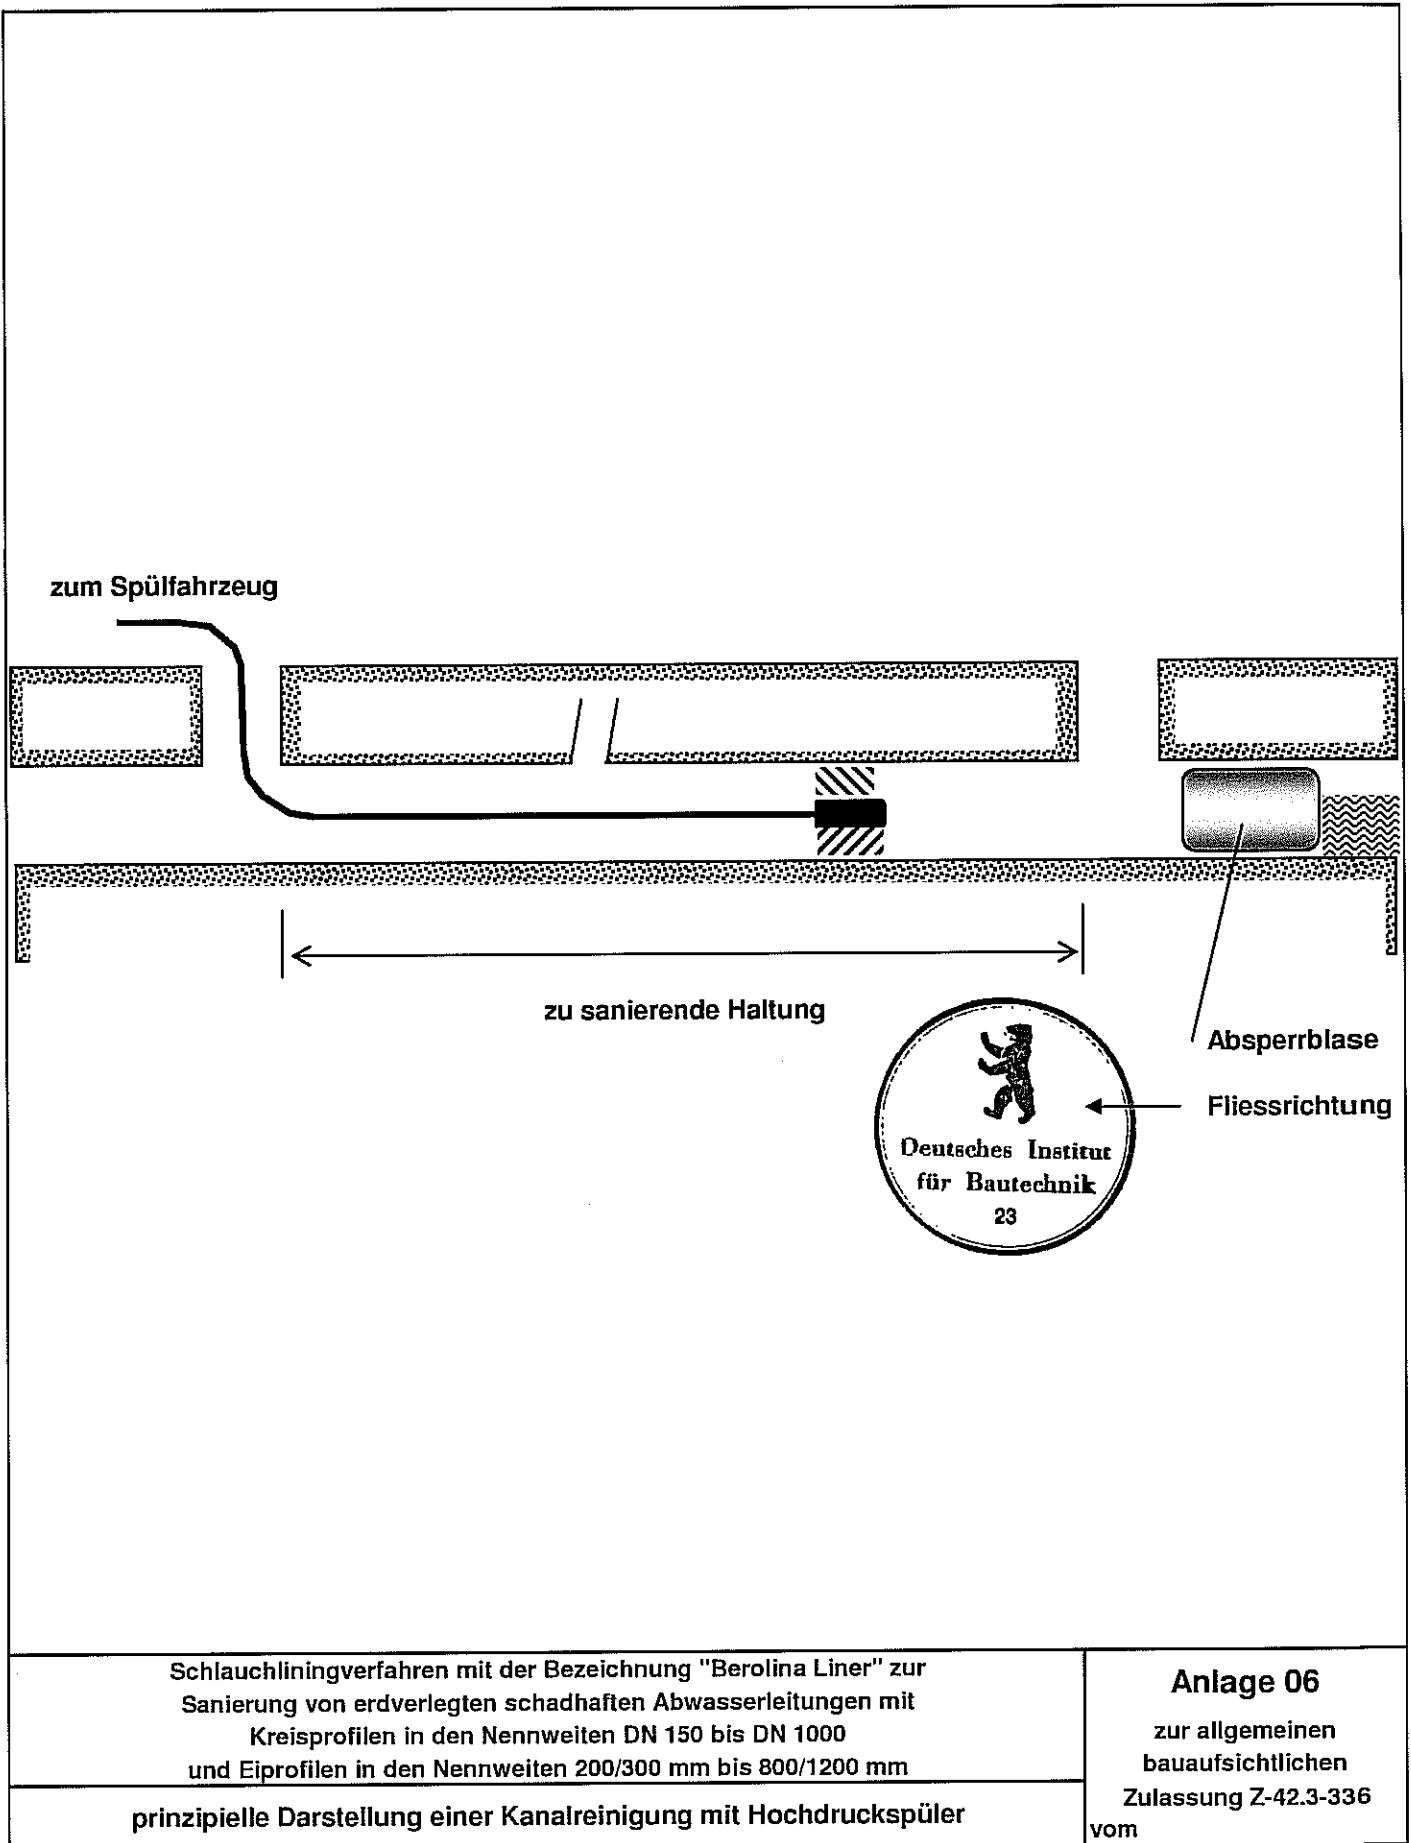 zum Spülfahrzeug
zu sanierende Haltung
Absperrblase
Fliessrichtung
Deutsches Institut
für Bautechnik
23
Schlauchliningverfahren mit der Bezeichnung "Berolina Liner" zur
Sanierung von erdverlegten schadhaften Abwasserleitungen mit
Kreisprofilen in den Nennweiten DN 150 bis DN 1000
und Eiprofilen in den Nennweiten 200/300 mm bis 800/1200 mm
prinzipielle Darstellung einer Kanalreinigung mit Hochdruckspüler
Anlage 06
zur allgemeinen
bauaufsichtlichen
Zulassung Z-42.3-336
vom